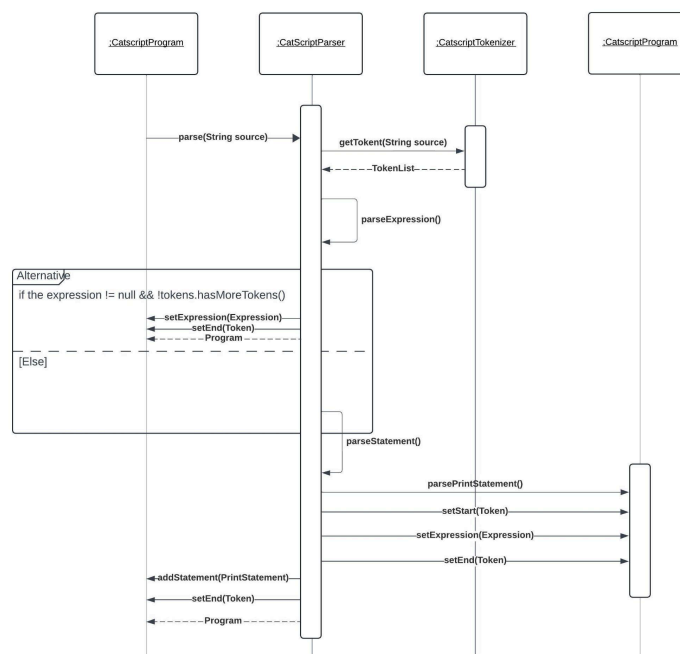 :CatscriptProgram
:CatScriptParser
:CatscriptTokenizer
:CatscriptProgram
parse(String source)
getTokent(String source)
TokenList
parseExpression()
Alternative
if the expression != null && !tokens.hasMoreTokens()
setExpression(Expression)
setEnd(Token)
Program
[Else]
parseStatement()
parsePrintStatement()
setStart(Token)
setExpression(Expression)
setEnd(Token)
addStatement(PrintStatement)
setEnd(Token)
Program